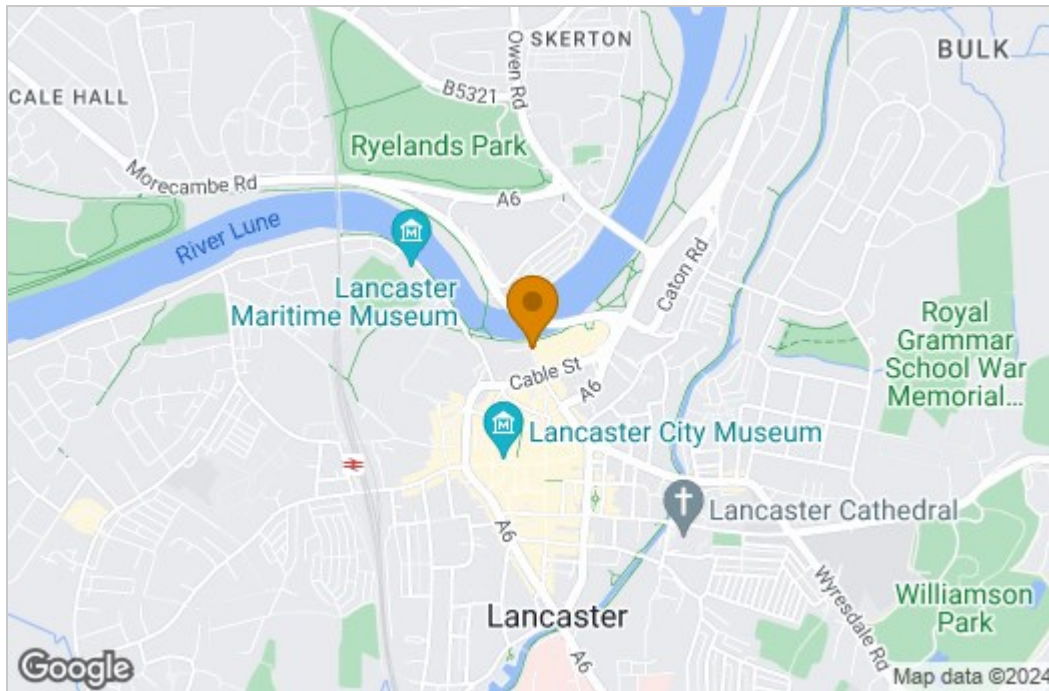 SKERTON
BULK
CALE HALL
Owen Rd
B5321
Ryelands Park
Morecambe Rd
A6
River Lune
M
Lancaster
Maritime Museum
Caton Rd
Royal
Grammar
School War
Memorial...
Cable St
A6
M
Lancaster City Museum
Lancaster Cathedral
A6
Wyresdale Rd
Williamson
Park
Lancaster
A6
Google
Map data ©2024